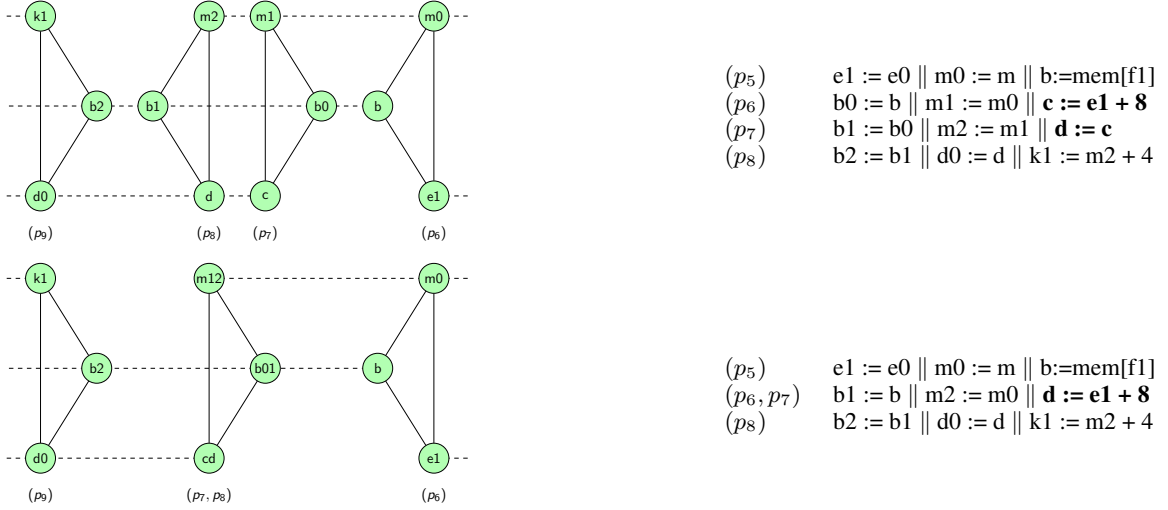 k1 m2 m1 m0
b2 b1 b0 b
d0 d c e1
(p₉) (p₈) (p₇) (p₆)
(p₅) e1 := e0 ∥ m0 := m ∥ b:=mem[f1]
(p₆) b0 := b ∥ m1 := m0 ∥ c := e1 + 8
(p₇) b1 := b0 ∥ m2 := m1 ∥ d := c
(p₈) b2 := b1 ∥ d0 := d ∥ k1 := m2 + 4
k1 m12 m0
b2 b01 b
d0 cd e1
(p₉) (p₇, p₈) (p₆)
(p₅) e1 := e0 ∥ m0 := m ∥ b:=mem[f1]
(p₆, p₇) b1 := b ∥ m2 := m0 ∥ d := e1 + 8
(p₈) b2 := b1 ∥ d0 := d ∥ k1 := m2 + 4